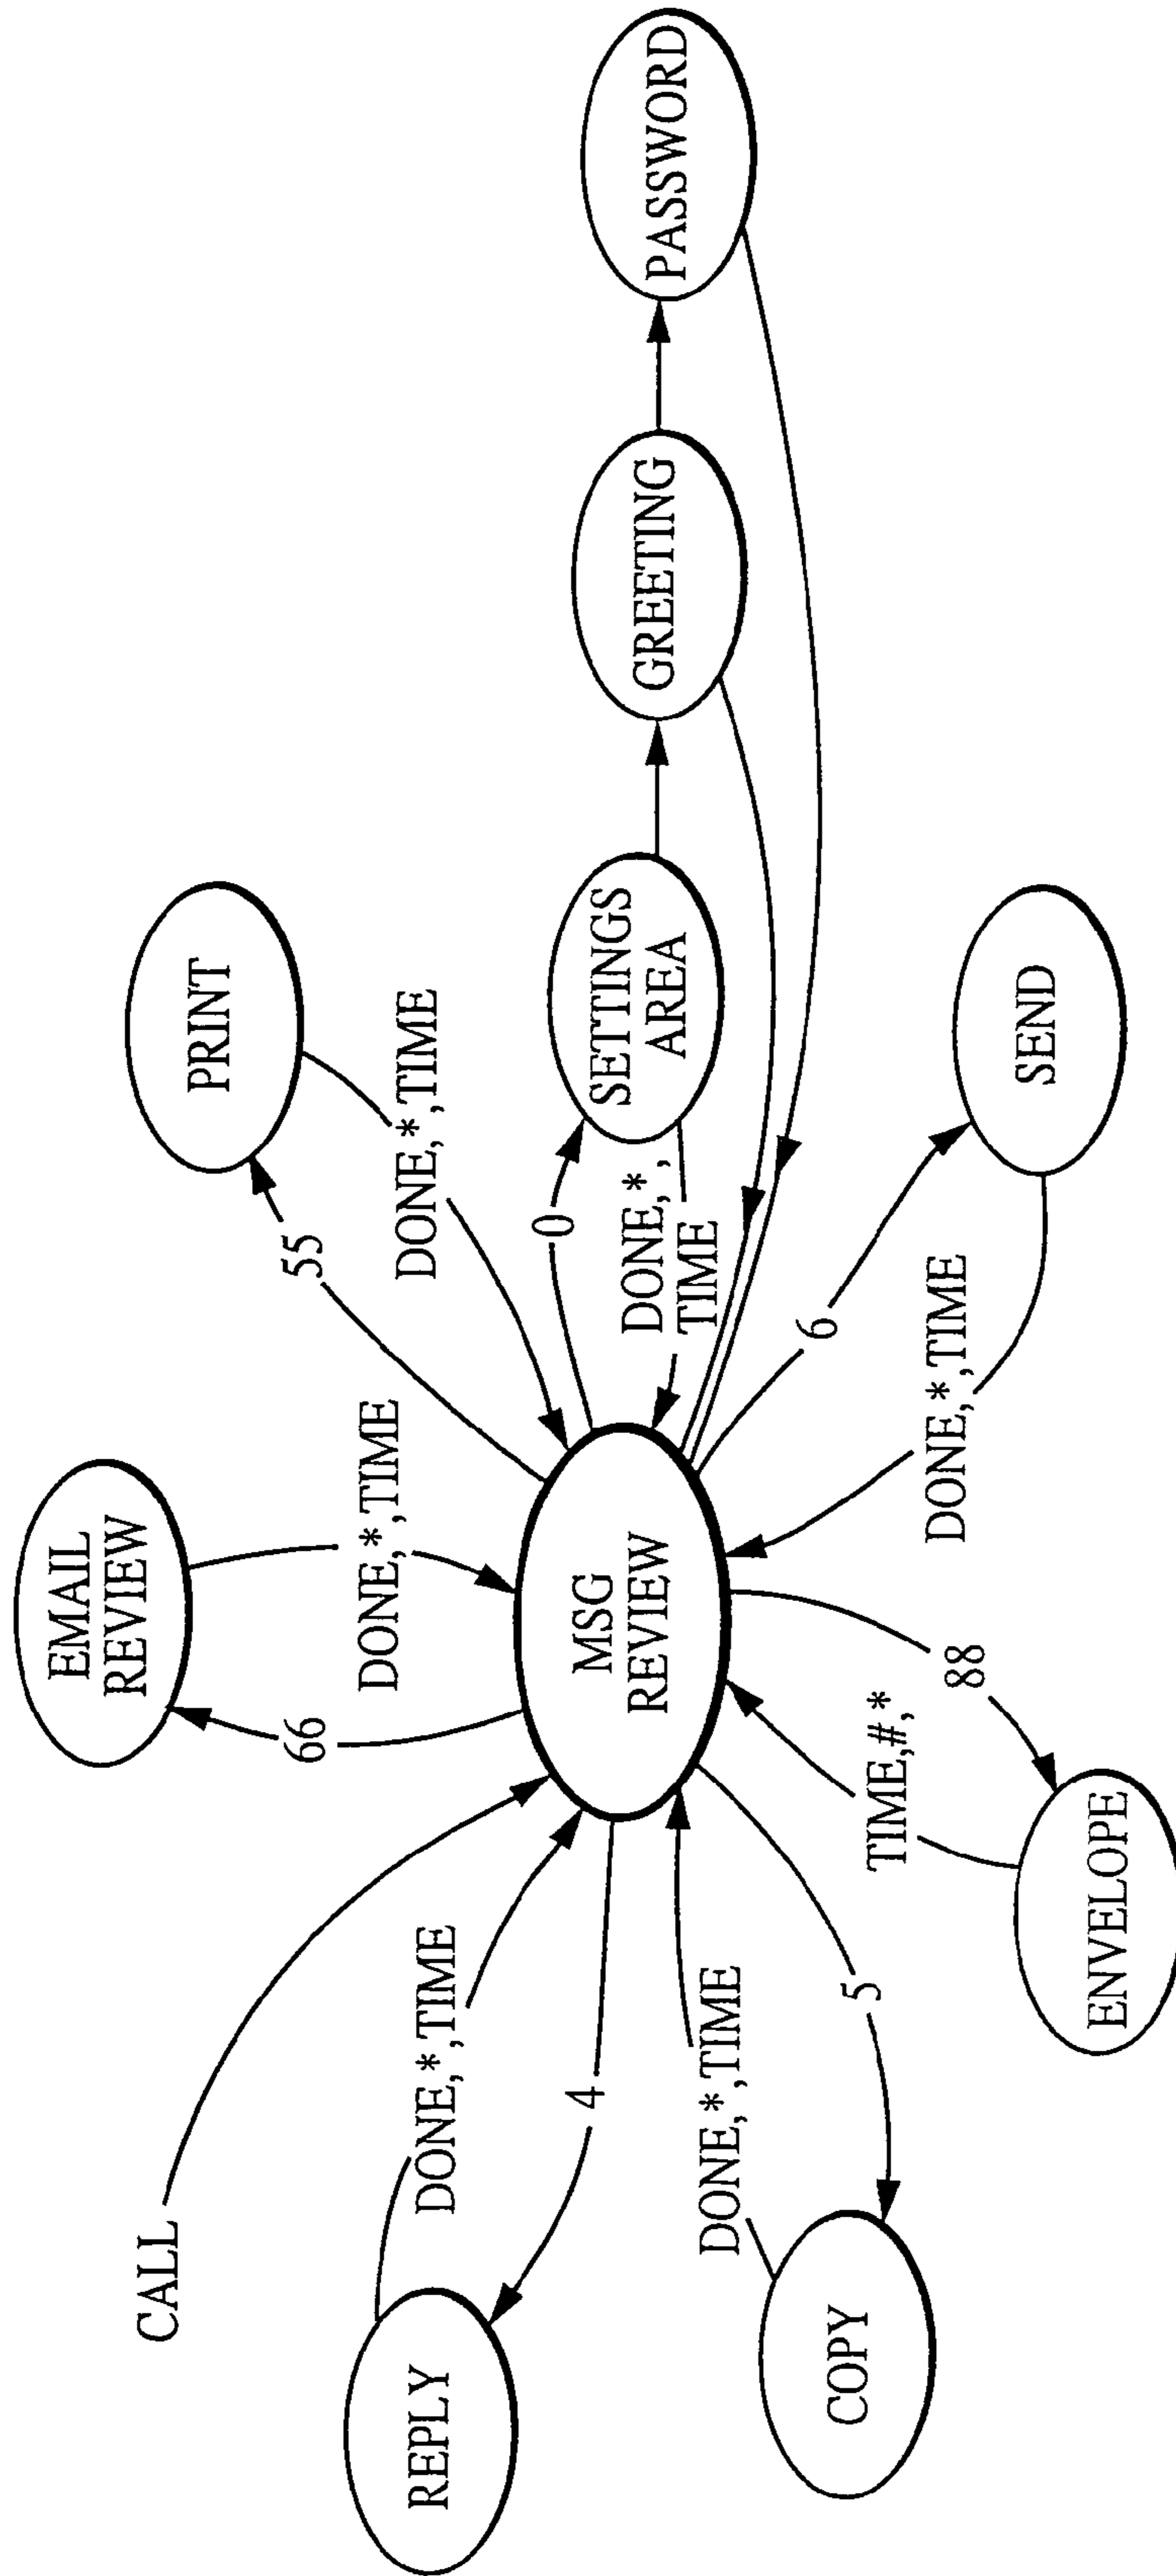 CALL
EMAIL
REVIEW
PRINT
66
DONE,*,TIME
55
DONE,*,TIME
REPLY
DONE,*,TIME
4
MSG
REVIEW
0
DONE,*,
TIME
SETTINGS
AREA
GREETING
PASSWORD
COPY
DONE,*,TIME
5
TIME,#,*
88
ENVELOPE
DONE,*,TIME
6
SEND